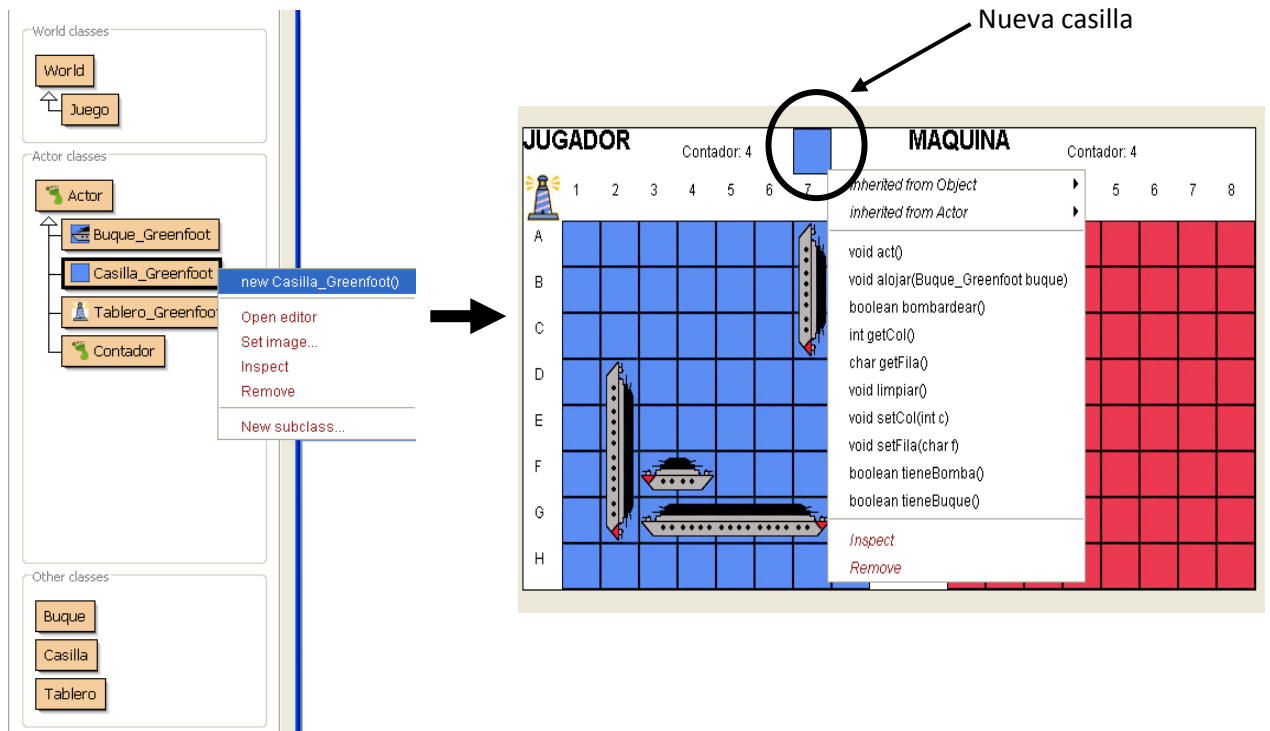 World classes
World
Juego
Actor classes
Actor
Buque_Greenfoot
Casilla_Greenfoot
Tablero_Greenfoo
Contador
new Casilla_Greenfoot()
Open editor
Set image...
Inspect
Remove
New subclass...
Other classes
Buque
Casilla
Tablero
Nueva casilla
JUGADOR Contador: 4 MAQUINA Contador: 4
1 2 3 4 5 6 7 5 6 7 8
A
B
C
D
E
F
G
H
inherited from Object
inherited from Actor
void act()
void alojar(Buque_Greenfoot buque)
boolean bombardear()
int getCol()
char getFila()
void limpiar()
void setCol(int c)
void setFila(char f)
boolean tieneBomba()
boolean tieneBuque()
Inspect
Remove